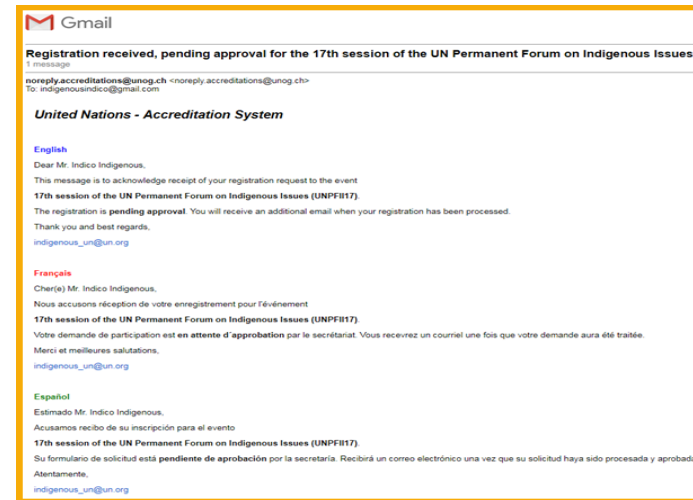 Gmail
Registration received, pending approval for the 17th session of the UN Permanent Forum on Indigenous Issues
1 message
noreply.accreditations@unog.ch <noreply.accreditations@unog.ch>
To: indigenousindico@gmail.com
United Nations - Accreditation System
English
Dear Mr. Indico Indigenous,
This message is to acknowledge receipt of your registration request to the event
17th session of the UN Permanent Forum on Indigenous Issues (UNPFII17).
The registration is pending approval. You will receive an additional email when your registration has been processed.
Thank you and best regards,
indigenous_un@un.org
Français
Cher(e) Mr. Indico Indigenous,
Nous accusons réception de votre enregistrement pour l'événement
17th session of the UN Permanent Forum on Indigenous Issues (UNPFII17).
Votre demande de participation est en attente d´approbation par le secrétariat. Vous recevrez un courriel une fois que votre demande aura été traitée.
Merci et meilleures salutations,
indigenous_un@un.org
Español
Estimado Mr. Indico Indigenous,
Acusamos recibo de su inscripción para el evento
17th session of the UN Permanent Forum on Indigenous Issues (UNPFII17).
Su formulario de solicitud está pendiente de aprobación por la secretaría. Recibirá un correo electrónico una vez que su solicitud haya sido procesada y aprobada
Atentamente,
indigenous_un@un.org